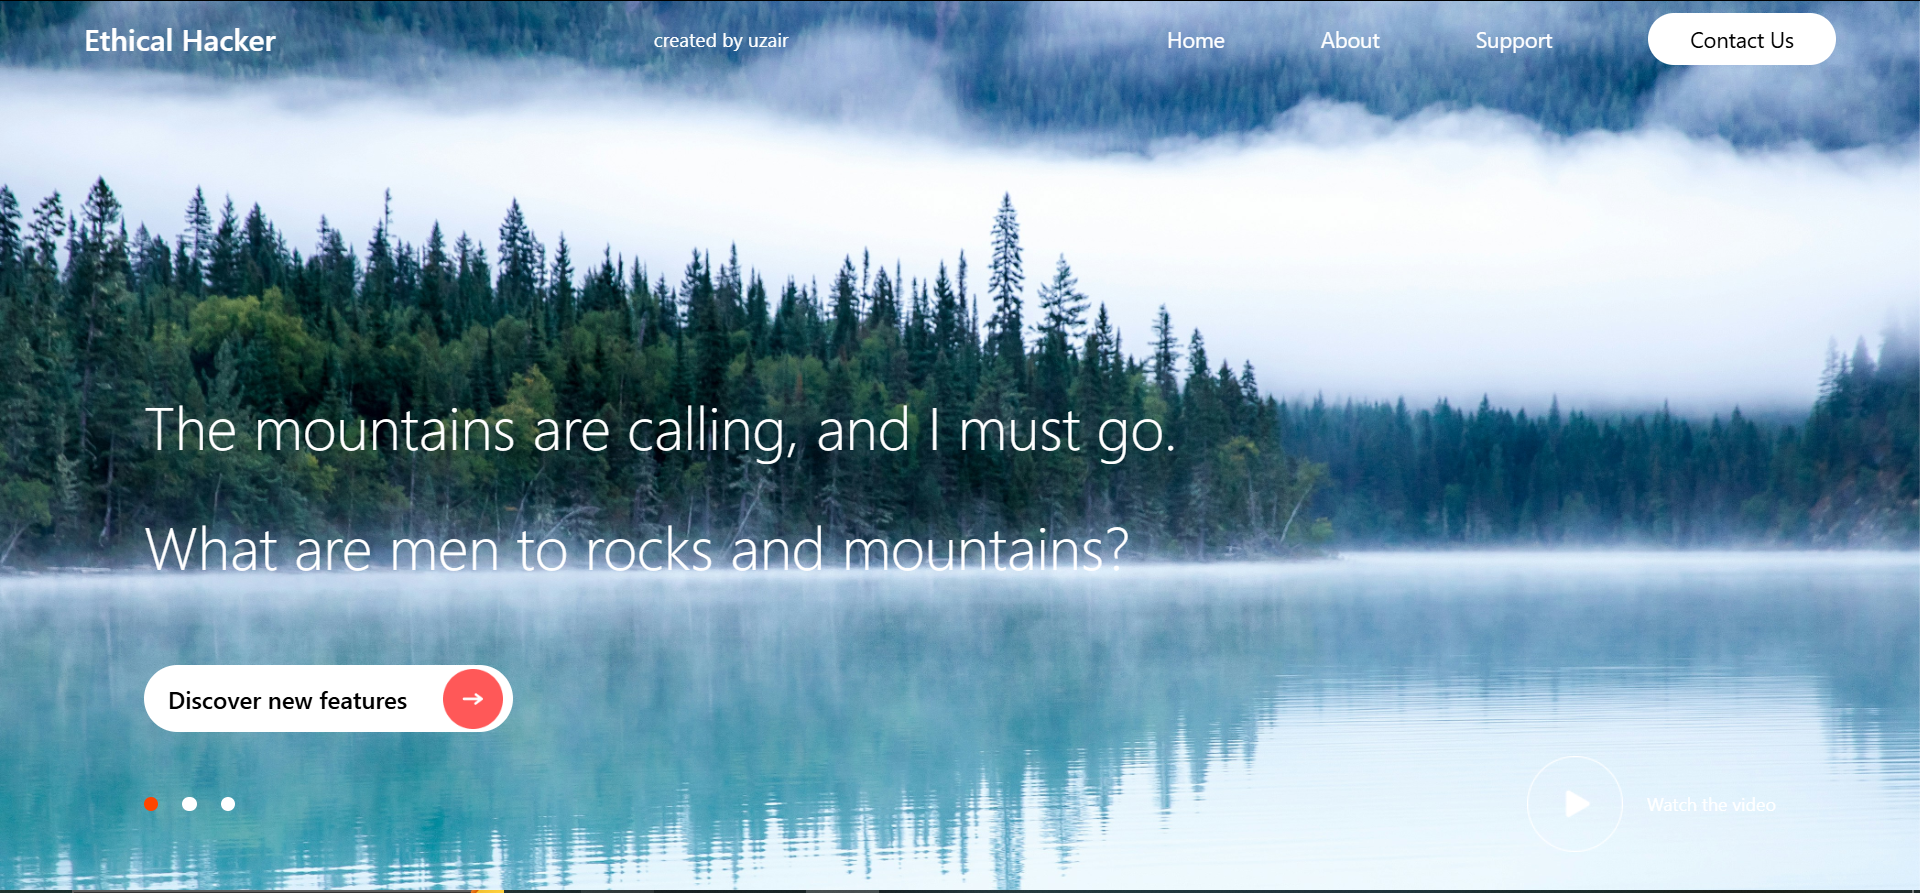 Ethical Hacker
created by uzair
Home
About
Support
Contact Us
The mountains are calling, and I must go.
What are men to rocks and mountains?
Discover new features
Watch the video